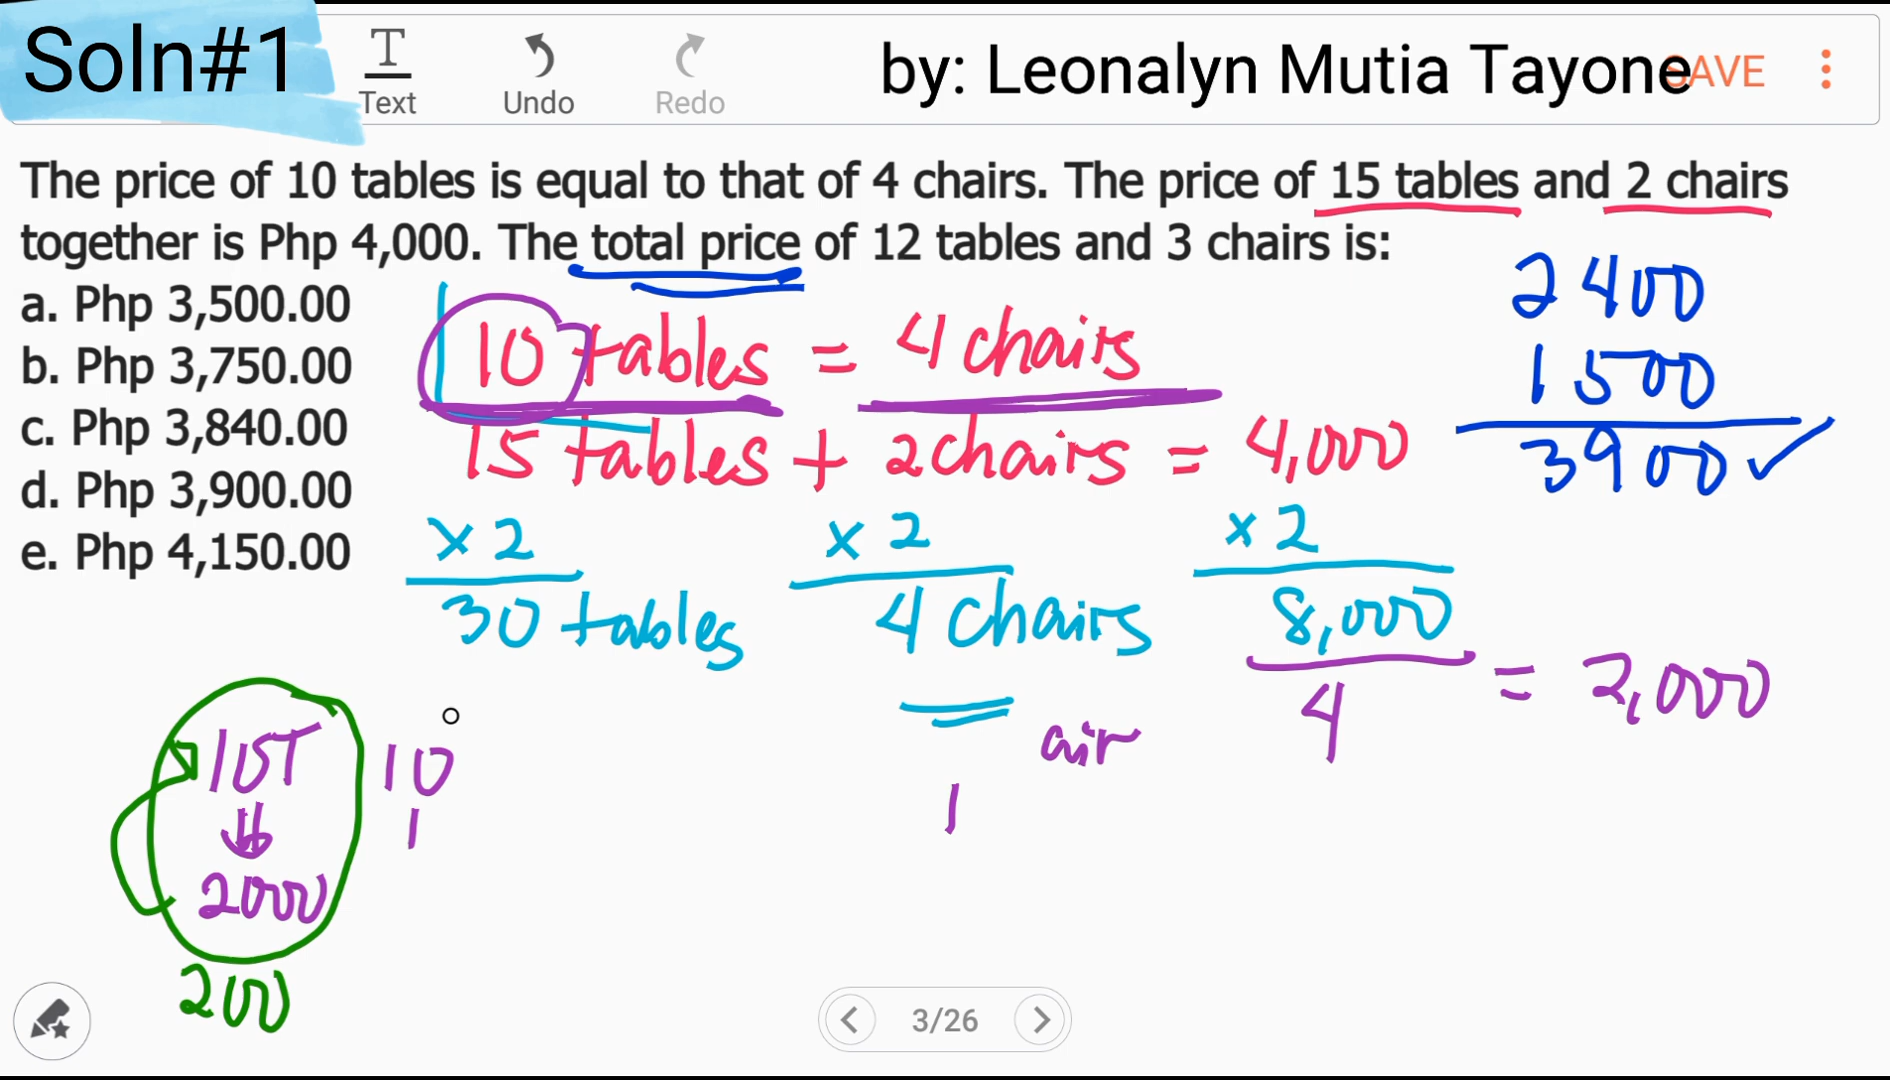 Soln#1
Text
Undo
Redo
by: Leonalyn Mutia Tayone
The price of 10 tables is equal to that of 4 chairs. The price of 15 tables and 2 chairs
together is Php 4,000. The total price of 12 tables and 3 chairs is:
a. Php 3,500.00
b. Php 3,750.00
c. Php 3,840.00
d. Php 3,900.00
e. Php 4,150.00
10 tables = 4 chairs
15 tables + 2 chairs = 4,000
x 2 x 2 x 2
30 tables 4 chairs 8,000
4 = 2,000
air
1
2400
1500
3900 ✓
10T
2000
200
10
1
3/26